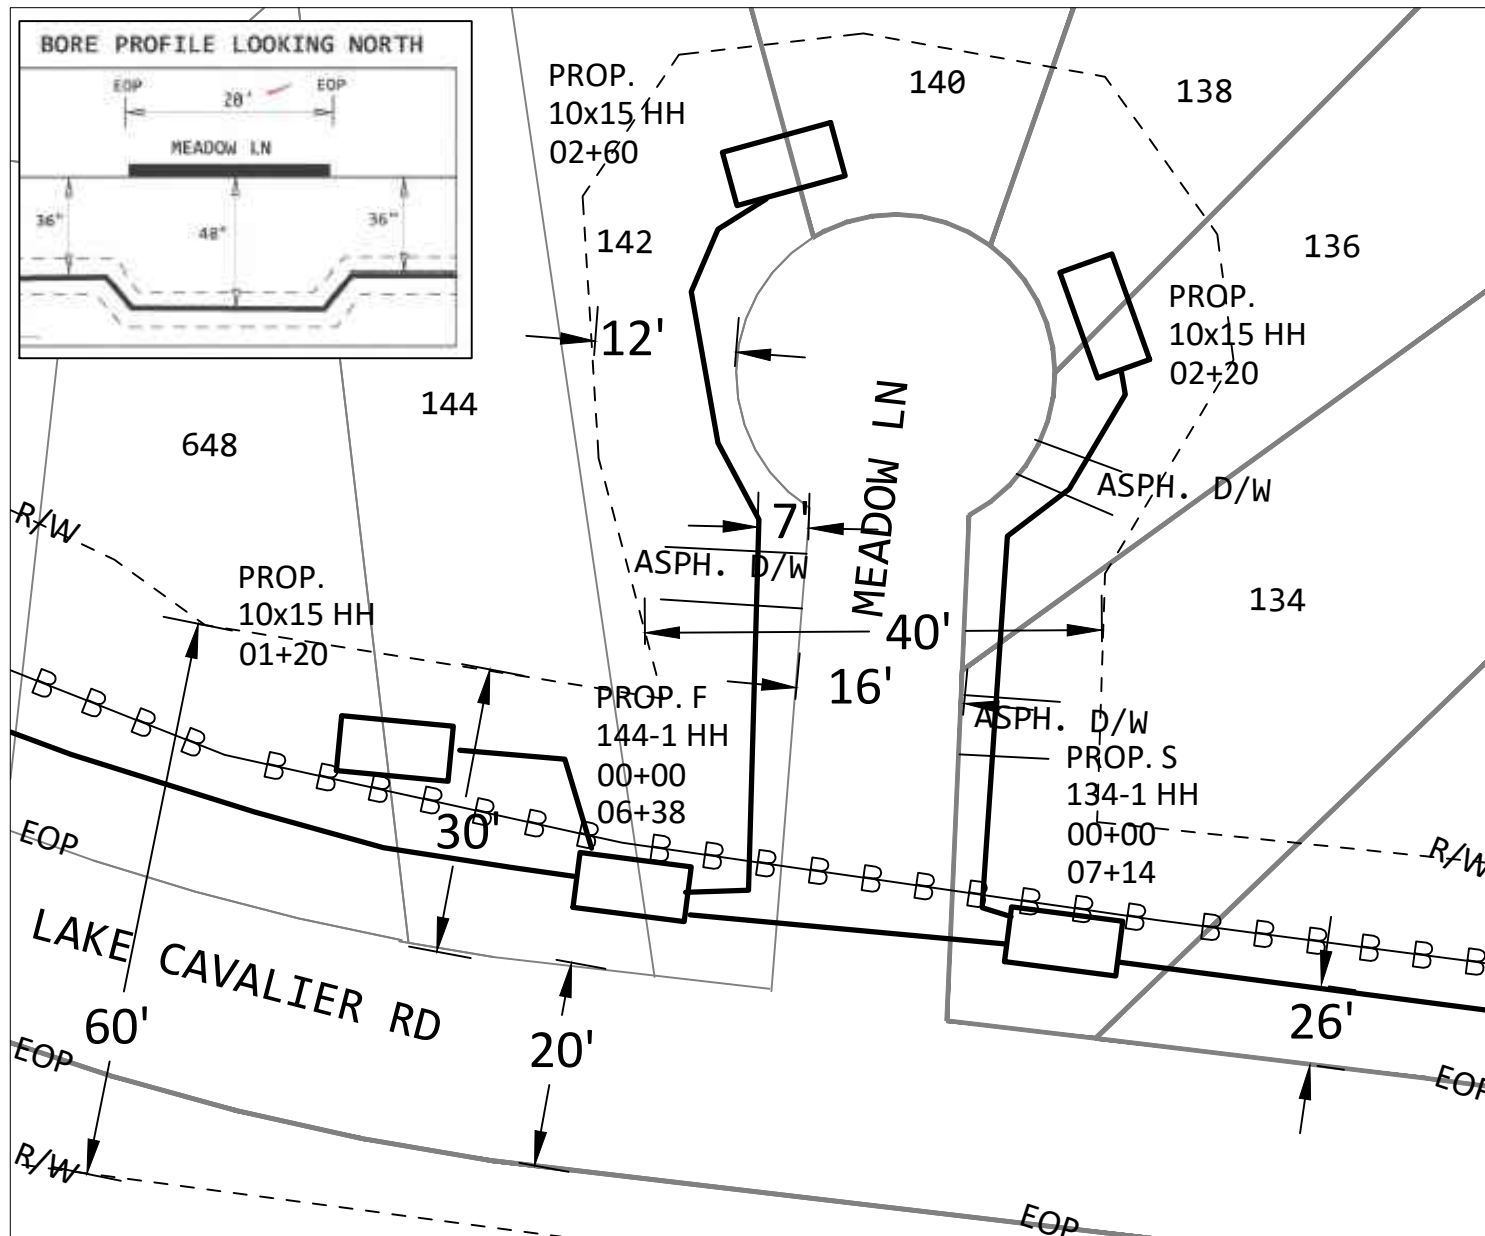 BORE PROFILE LOOKING NORTH
EOP
EOP
20'
MEADOW LN
36"
48"
36"
PROP.
10x15 HH
02+60
140
138
142
136
PROP.
10x15 HH
02+20
12'
144
648
MEADOW LN
ASPH. D/W
R/W
7'
ASPH. D/W
PROP.
10x15 HH
01+20
134
40'
16'
PROP. F
144-1 HH
00+00
06+38
ASPH. D/W
PROP. S
134-1 HH
00+00
07+14
B B B B B B B B B B B B B B B B B B B B B B B B B B B B
30'
EOP
R/W
LAKE CAVALIER RD
60'
20'
26'
EOP
EOP
R/W
EOP